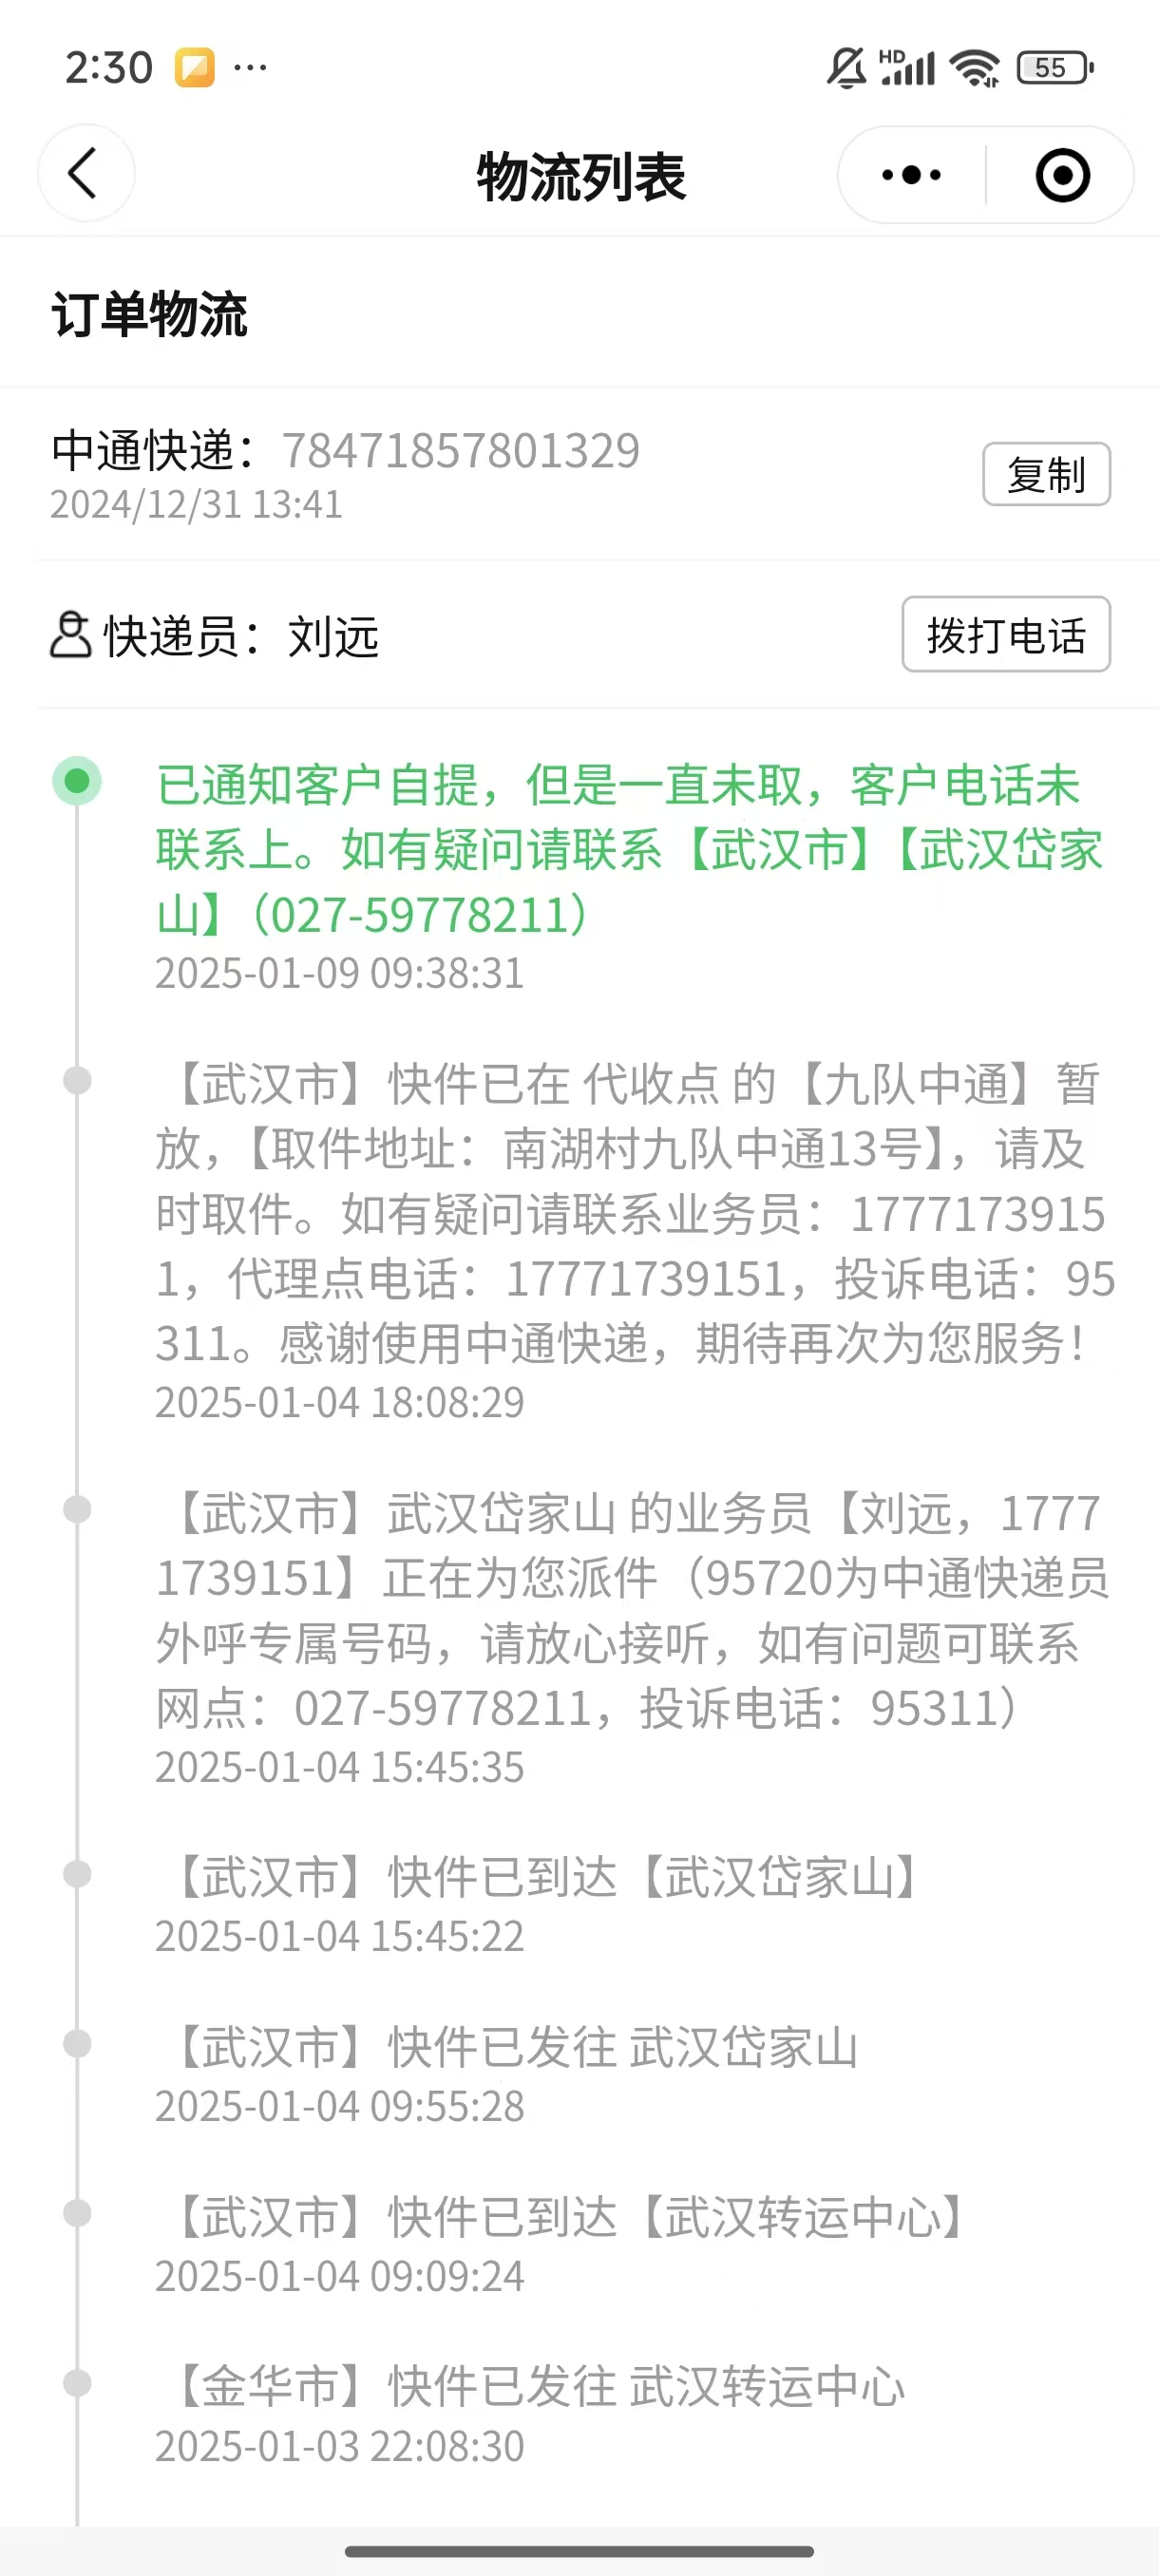 2:30 ...
HD 55
物流列表
订单物流
中通快递：78471857801329
2024/12/31 13:41
复制
快递员：刘远
拨打电话
已通知客户自提，但是一直未取，客户电话未
联系上。如有疑问请联系【武汉市】【武汉岱家
山】（027-59778211）
2025-01-09 09:38:31
【武汉市】快件已在 代收点 的【九队中通】暂
放，【取件地址：南湖村九队中通13号】， 请及
时取件。如有疑问请联系业务员：1777173915
1，代理点电话：17771739151，投诉电话：95
311。感谢使用中通快递，期待再次为您服务！
2025-01-04 18:08:29
【武汉市】武汉岱家山 的业务员【刘远，1777
1739151】正在为您派件（95720为中通快递员
外呼专属号码，请放心接听，如有问题可联系
网点：027-59778211，投诉电话：95311）
2025-01-04 15:45:35
【武汉市】快件已到达【武汉岱家山】
2025-01-04 15:45:22
【武汉市】快件已发往 武汉岱家山
2025-01-04 09:55:28
【武汉市】快件已到达【武汉转运中心】
2025-01-04 09:09:24
【金华市】快件已发往 武汉转运中心
2025-01-03 22:08:30